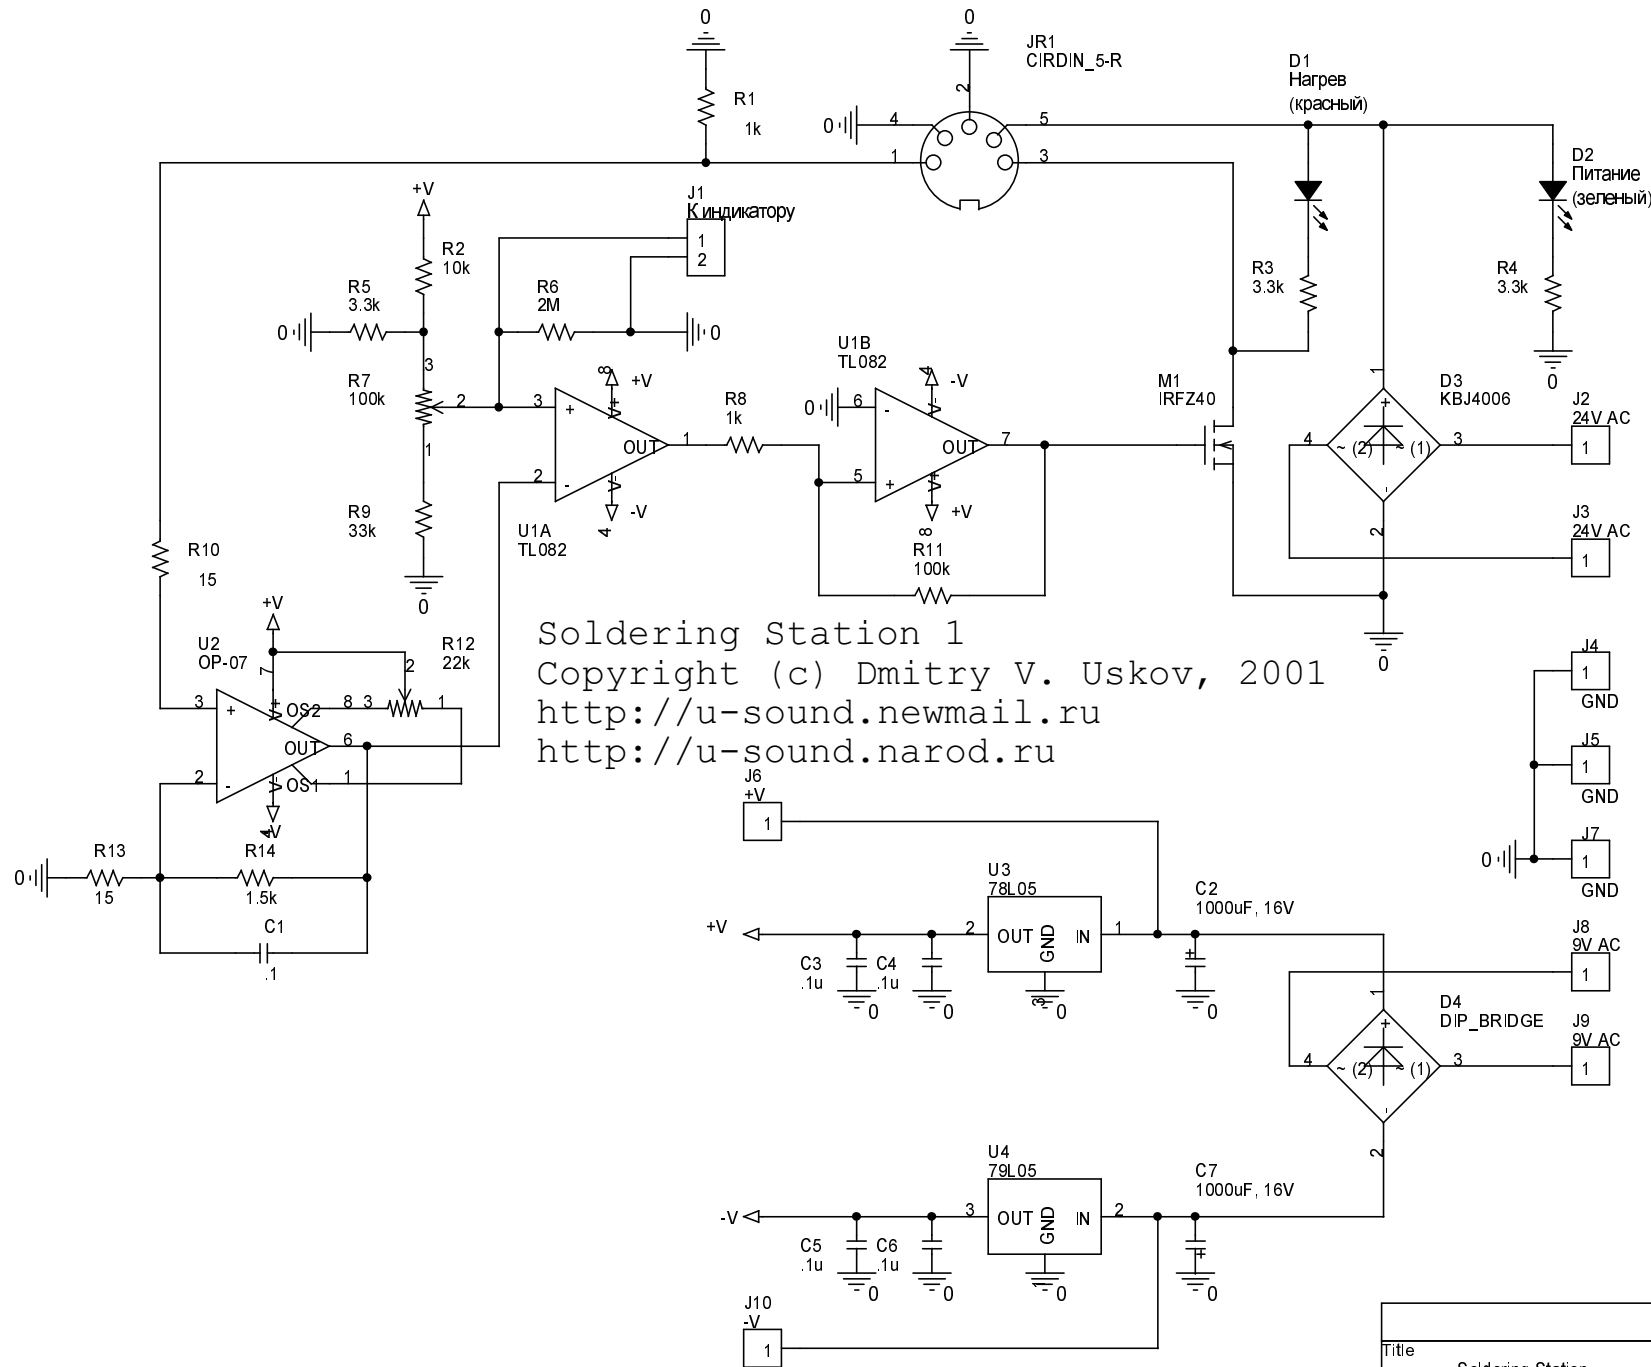 0
R1
1k
0
2
JR1
CIRDIN_5-R
0
4
5
1
3
D1
Нагрев
(красный)
D2
Питание
(зеленый)
+V
R2
10k
J1
К индикатору
1
2
R5
3.3k
0
R6
2M
0
R3
3.3k
R4
3.3k
0
3
R7
100k
2
1
R9
33k
0
3
+
2
-
8
+V
V+
OUT
1
V-
4
-V
U1A
TL082
R8
1k
U1B
TL082
0
6
-
5
+
4
-V
V-
OUT
7
V+
8
+V
R11
100k
M1
IRFZ40
1
D3
KBJ4006
+
4
~ (2)
~ (1)
3
-
2
0
J2
24V AC
1
J3
24V AC
1
R10
15
+V
U2
OP-07
7
2
R12
22k
3
+
V+
OS2
8
3
1
OUT
6
2
-
V-
OS1
1
4
-V
R13
15
0
R14
1.5k
C1
.1
Soldering Station 1
Copyright (c) Dmitry V. Uskov, 2001
http://u-sound.newmail.ru
http://u-sound.narod.ru
J4
1
GND
J5
1
GND
J7
0
1
GND
J6
+V
1
U3
78L05
C2
1000uF, 16V
+V
2
OUT
GND
IN
1
+
C3
.1u
C4
.1u
0
0
3
0
0
J8
9V AC
1
J9
9V AC
1
1
D4
DIP_BRIDGE
+
4
~ (2)
~ (1)
3
-
2
U4
79L05
C7
1000uF, 16V
-V
3
OUT
GND
IN
2
+
C5
.1u
C6
.1u
0
0
1
0
0
J10
-V
1
Title
Soldering Station